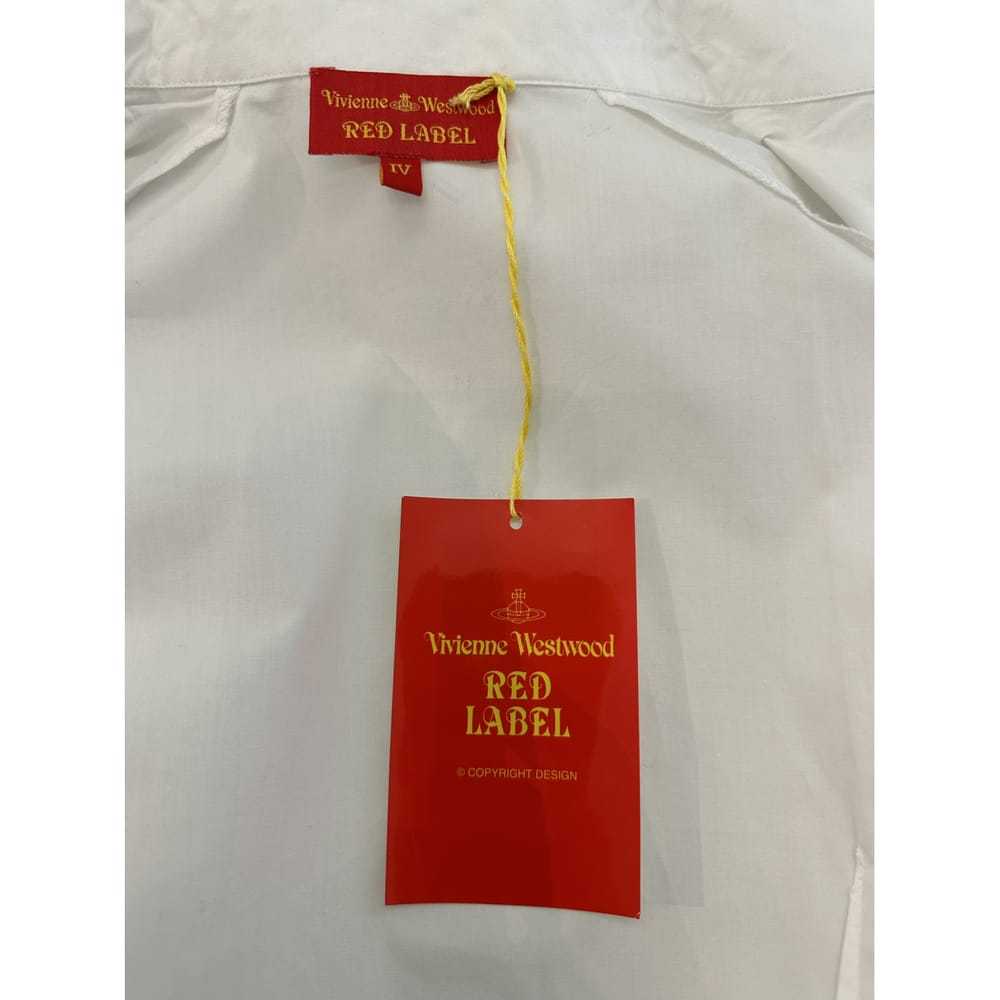 Vivienne Westwood
RED LABEL
IV
Vivienne Westwood
RED
LABEL
© COPYRIGHT DESIGN